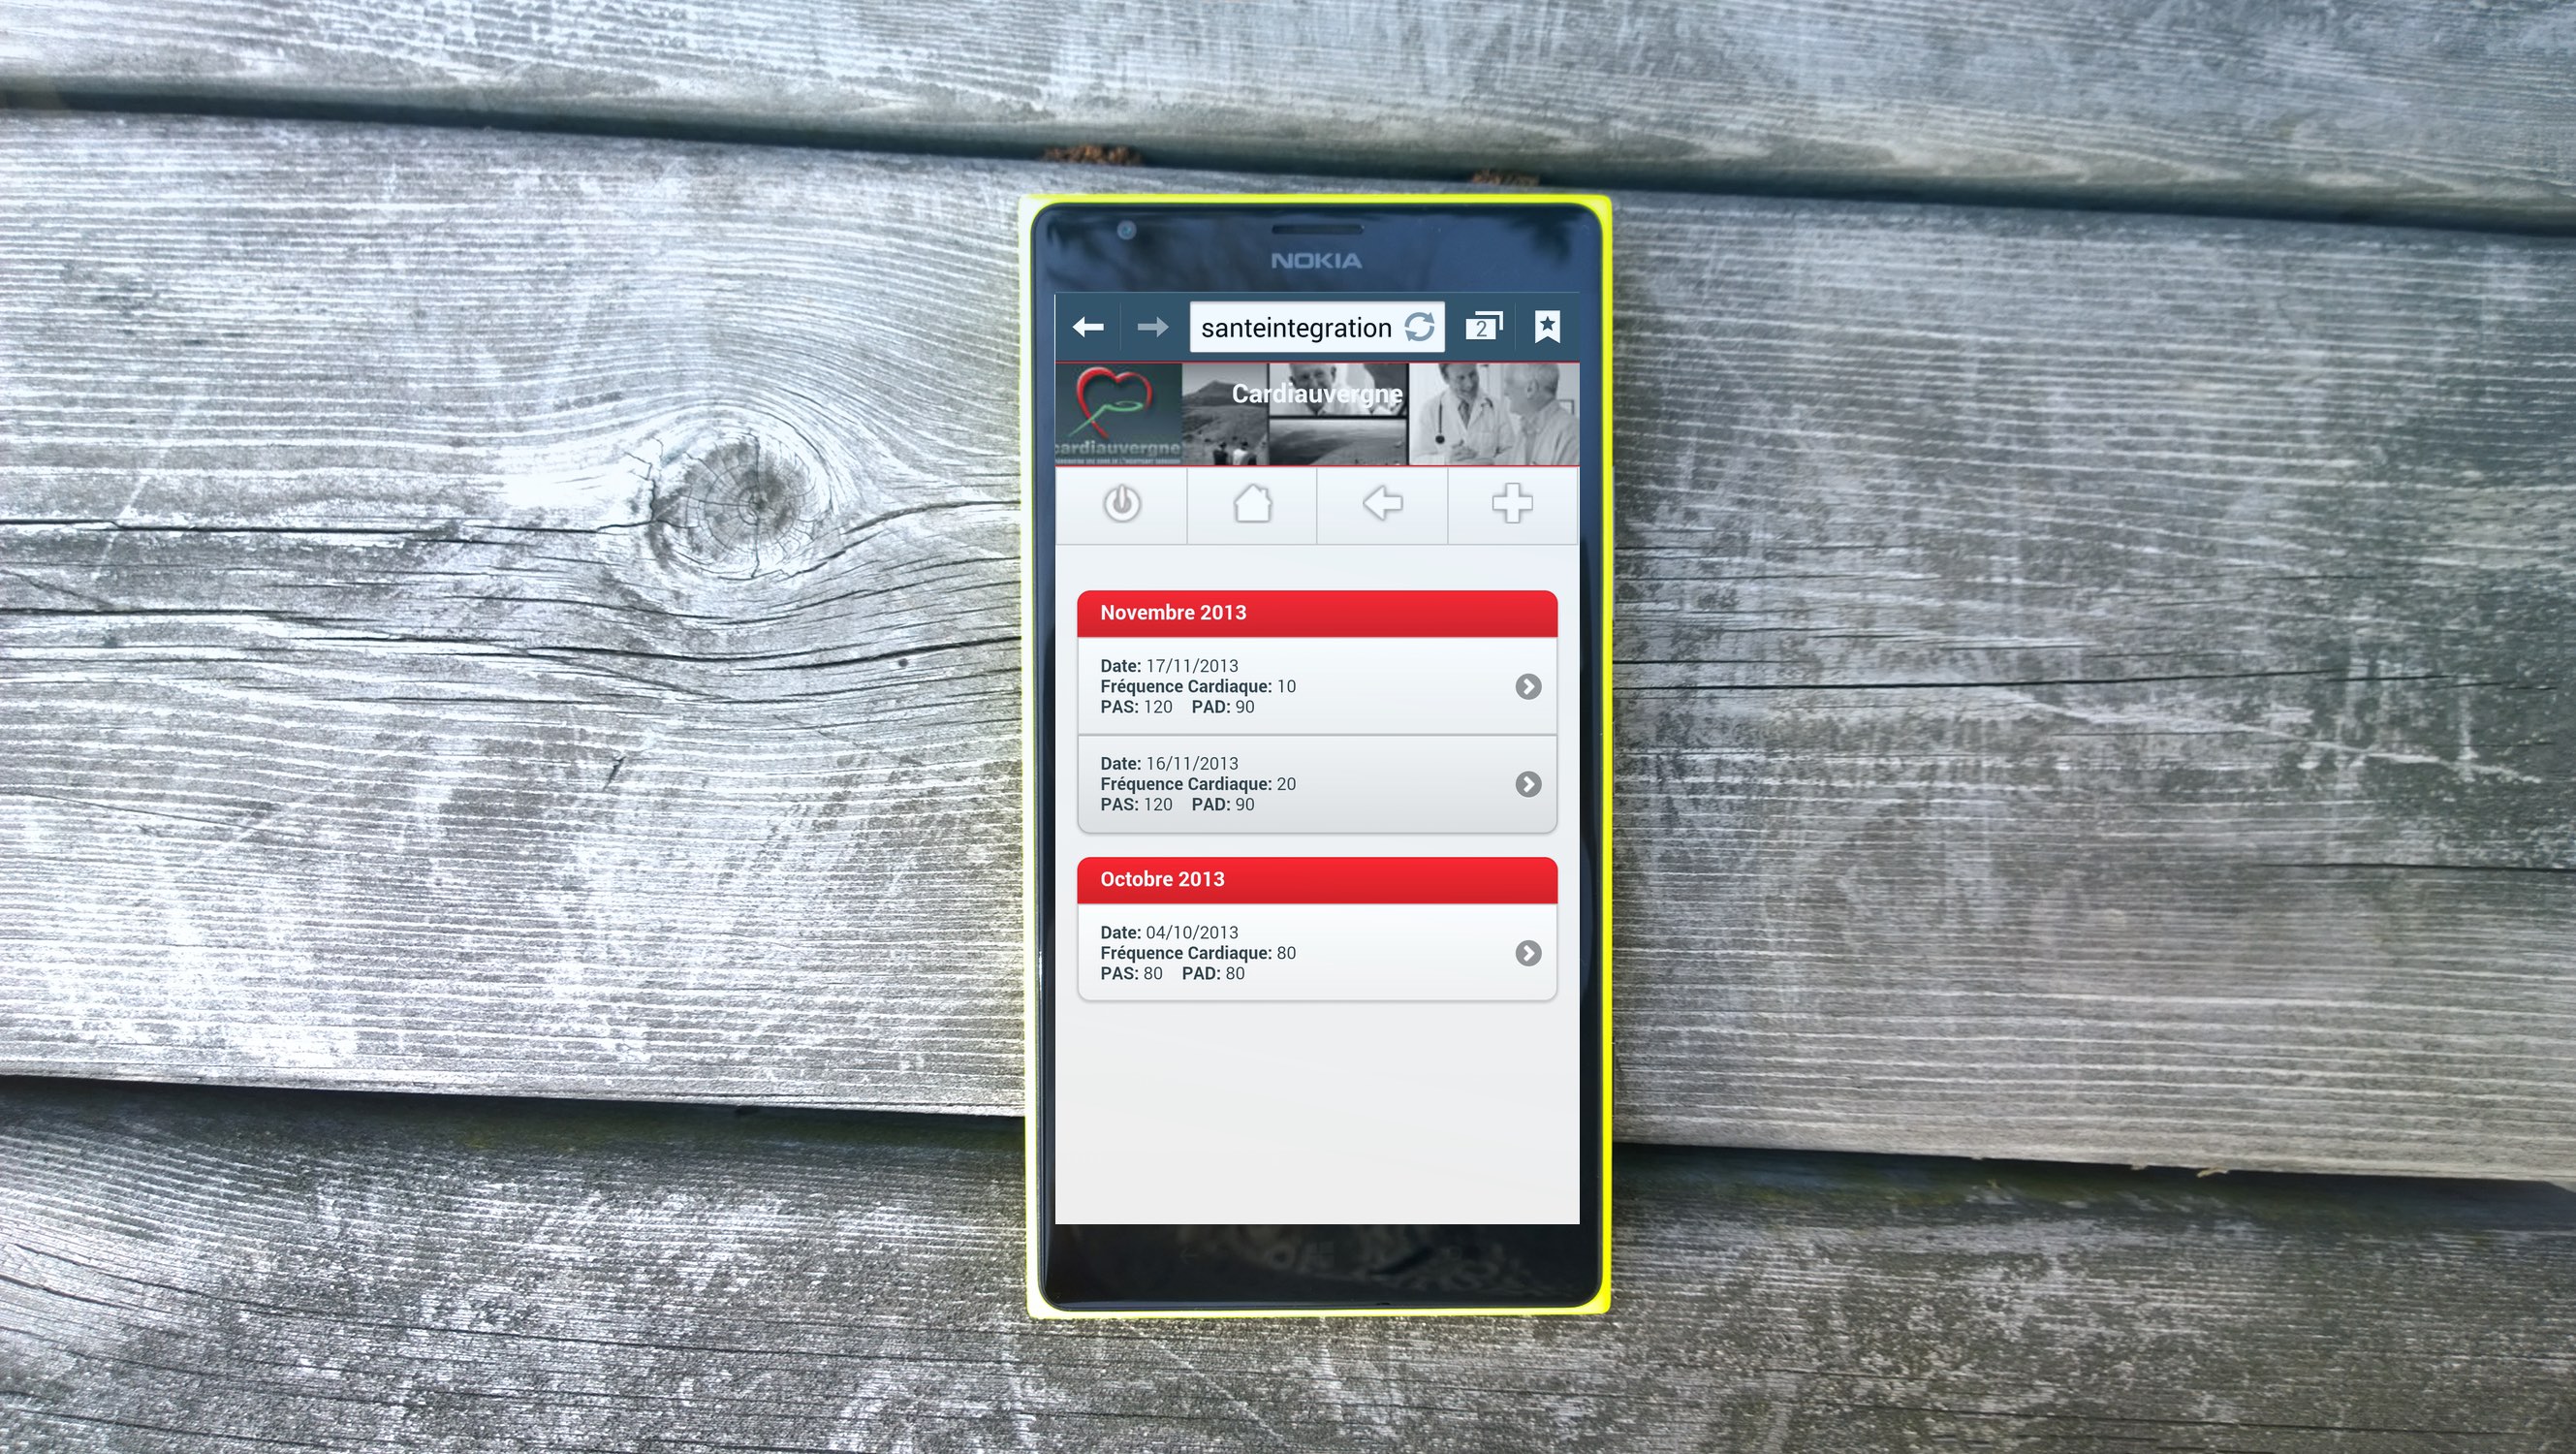 NOKIA
santeintegration
2
Cardiauvergne
cardiauvergne
Novembre 2013
Date: 17/11/2013
Fréquence Cardiaque: 10
PAS: 120 PAD: 90
Date: 16/11/2013
Fréquence Cardiaque: 20
PAS: 120 PAD: 90
Octobre 2013
Date: 04/10/2013
Fréquence Cardiaque: 80
PAS: 80 PAD: 80